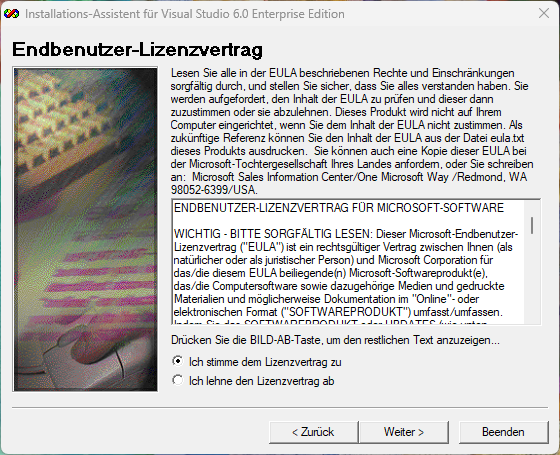 Installations-Assistent für Visual Studio 6.0 Enterprise Edition
Endbenutzer-Lizenzvertrag
Lesen Sie alle in der EULA beschriebenen Rechte und Einschränkungen
sorgfältig durch, und stellen Sie sicher, dass Sie alles verstanden haben. Sie
werden aufgefordert, den Inhalt der EULA zu prüfen und dieser dann
zuzustimmen oder sie abzulehnen. Dieses Produkt wird nicht auf Ihrem
Computer eingerichtet, wenn Sie dem Inhalt der EULA nicht zustimmen. Als
zukünftige Referenz können Sie den Inhalt der EULA aus der Datei eula.txt
dieses Produkts ausdrucken.  Sie können auch eine Kopie dieser EULA bei
der Microsoft-Tochtergesellschaft Ihres Landes anfordern, oder Sie schreiben
an:  Microsoft Sales Information Center/One Microsoft Way /Redmond, WA
98052-6399/USA.
ENDBENUTZER-LIZENZVERTRAG FÜR MICROSOFT-SOFTWARE
WICHTIG - BITTE SORGFÄLTIG LESEN: Dieser Microsoft-Endbenutzer-
Lizenzvertrag ("EULA") ist ein rechtsgültiger Vertrag zwischen Ihnen (als
natürlicher oder als juristischer Person) und Microsoft Corporation für
das/die diesem EULA beiliegende(n) Microsoft-Softwareprodukt(e),
das/die Computersoftware sowie dazugehörige Medien und gedruckte
Materialien und möglicherweise Dokumentation im "Online"- oder
elektronischen Format ("SOFTWAREPRODUKT") umfasst/umfassen.
Indem Sie das SOFTWAREPRODUKT oder UPDATES (wie unten
Drücken Sie die BILD-AB-Taste, um den restlichen Text anzuzeigen...
Ich stimme dem Lizenzvertrag zu
Ich lehne den Lizenzvertrag ab
< Zurück
Weiter >
Beenden